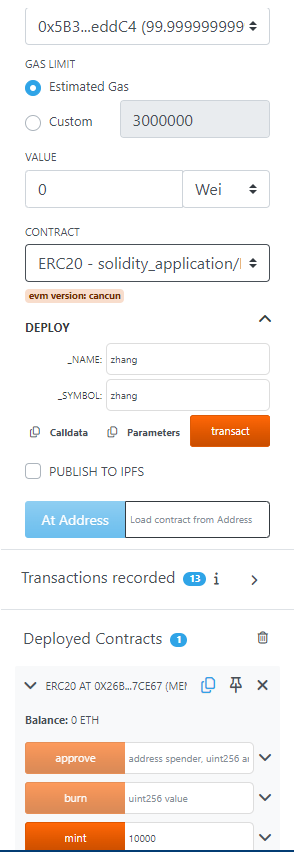 0x5B3...eddC4 (99.999999999
GAS LIMIT
Estimated Gas
Custom
3000000
VALUE
0
Wei
CONTRACT
ERC20 - solidity_application/
evm version: cancun
DEPLOY
_NAME:
zhang
_SYMBOL:
zhang
Calldata
Parameters
transact
PUBLISH TO IPFS
At Address
Load contract from Address
Transactions recorded 13 i
Deployed Contracts 1
ERC20 AT 0X26B...7CE67 (MEM
Balance: 0 ETH
approve
address spender, uint256 a
burn
uint256 value
mint
10000